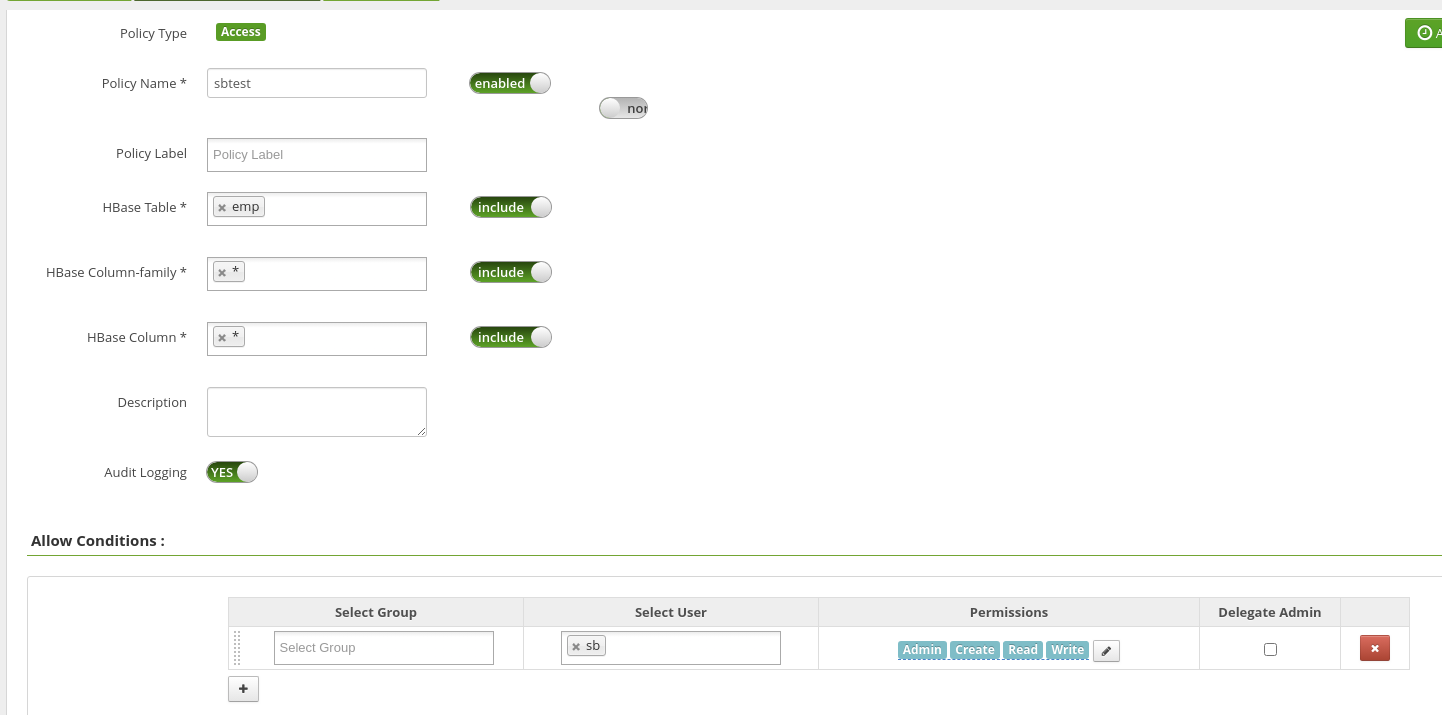 Policy Type Access
A
Policy Name * sbtest enabled
nor
Policy Label Policy Label
HBase Table * × emp include
HBase Column-family * × * include
HBase Column * × * include
Description
Audit Logging YES
Allow Conditions :
Select Group Select User Permissions Delegate Admin
Select Group × sb Admin Create Read Write ×
+